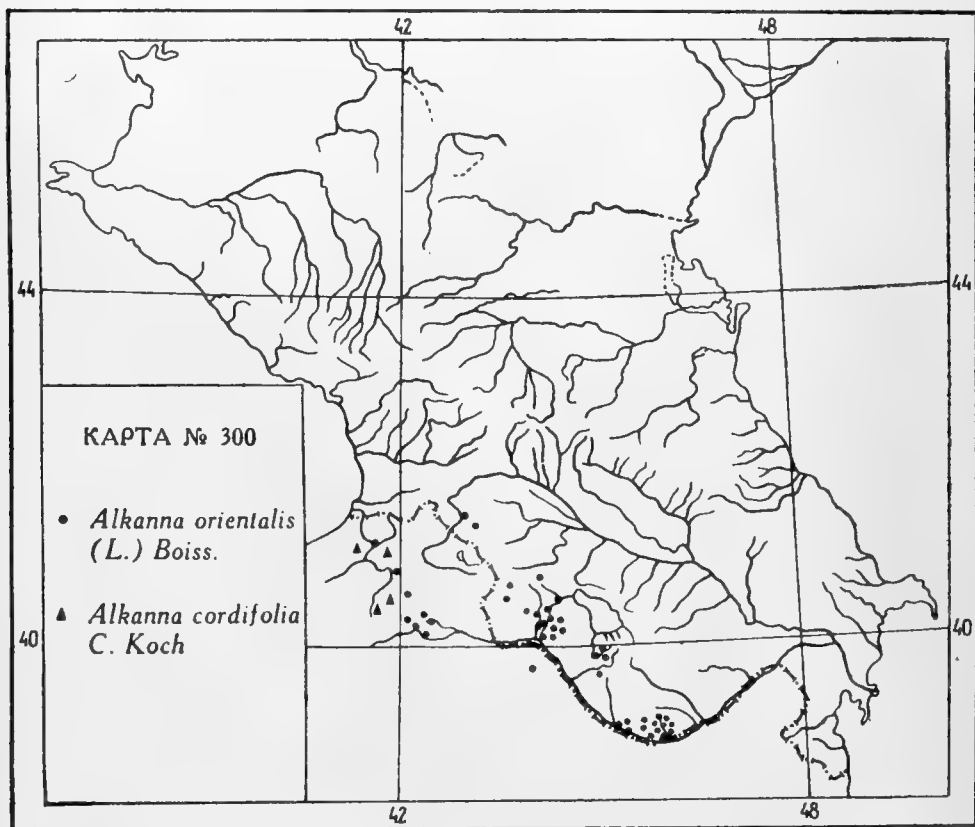 42 48
44 44
КАРТА № 300
Alkanna orientalis
(L.) Boiss.
Alkanna cordifolia
C. Koch
40 40
42 48